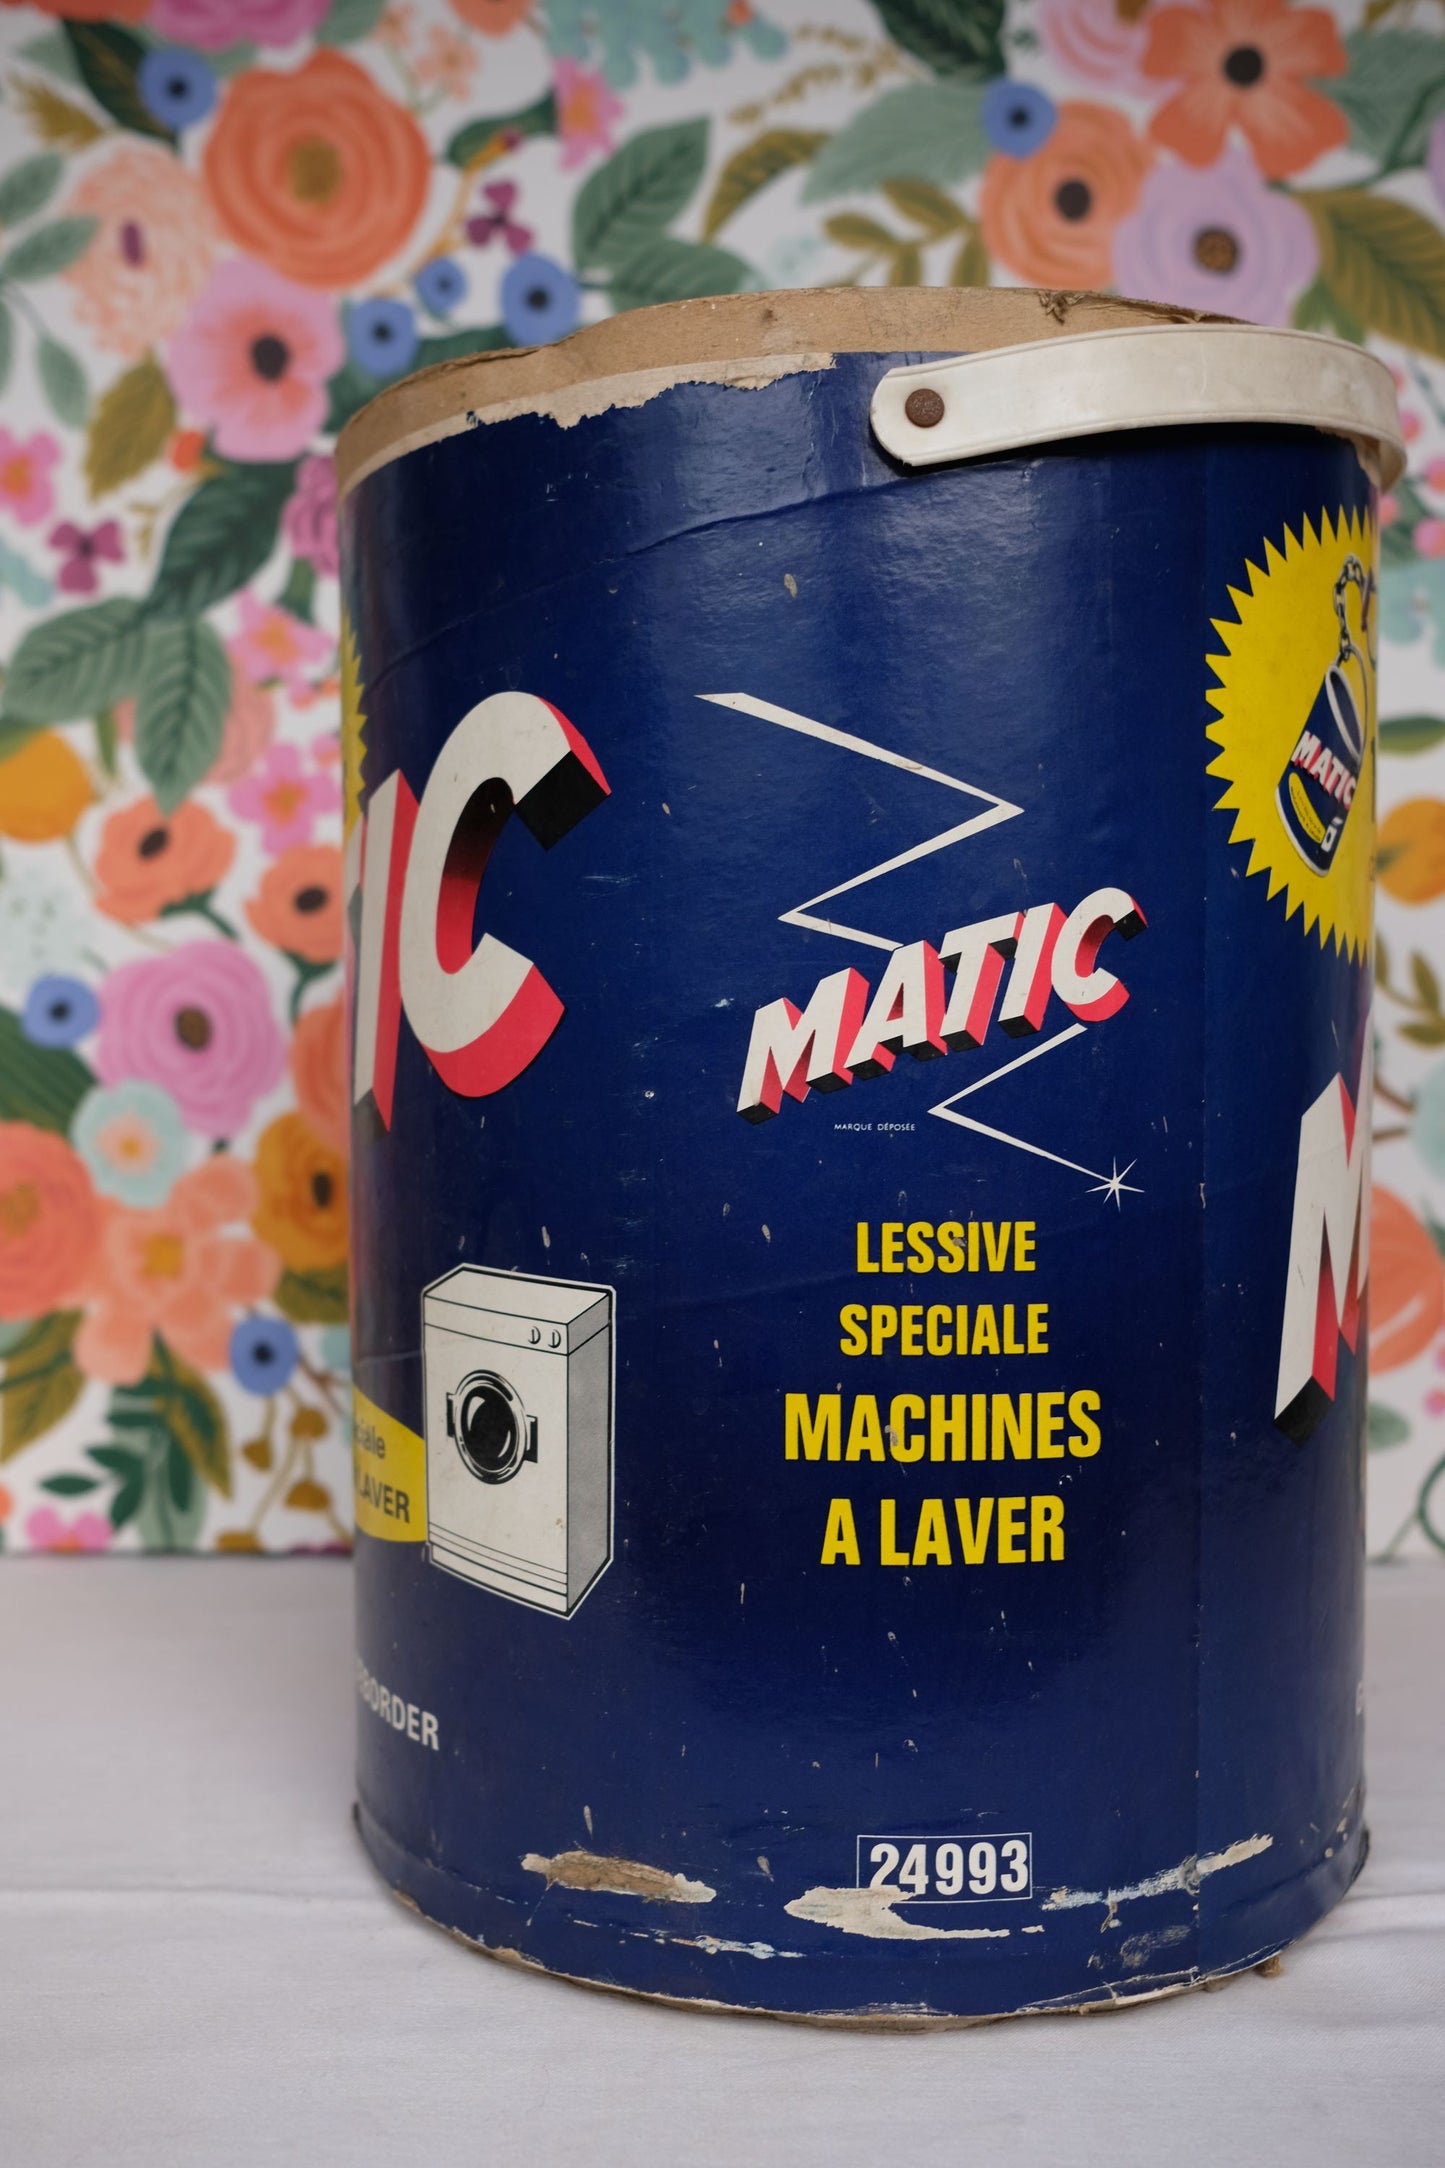 IC
MATIC
MARQUE DÉPOSÉE
LESSIVE
SPECIALE
MACHINES
A LAVER
LAVER
24993
MATIC
M